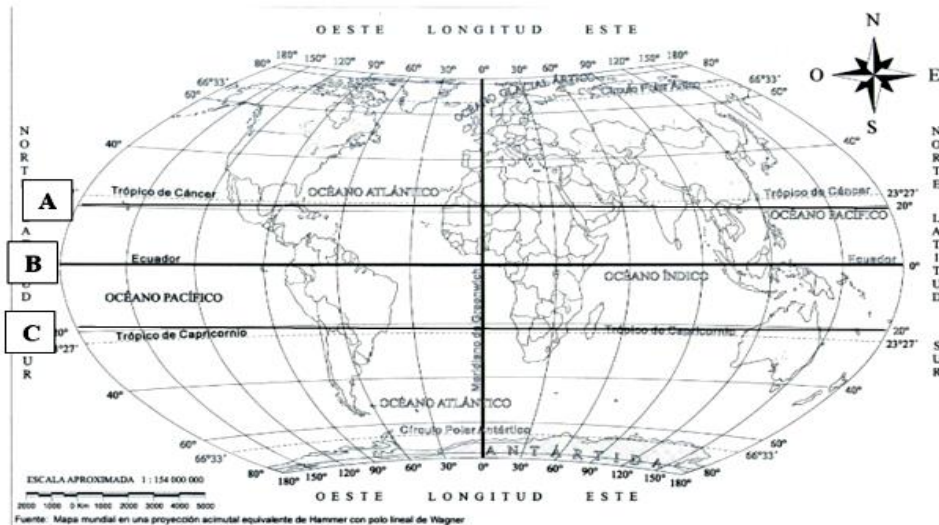 OESTE LONGITUD ESTE
180° 150° 120° 90° 60° 30° 0° 30° 60° 90° 120° 150° 180°
80° 80°
66°33´ 66°33´
60° 60°
N
O E
S
OCÉANO GLACIAL ÁRTICO
Círculo Polar Ártico
40° 40°
NORTE LATITUD SUR
A
Trópico de Cáncer
OCÉANO ATLÁNTICO
Trópico de Cáncer
23°27´
20°
OCÉANO PACÍFICO
B
Ecuador
Ecuador
0°
OCÉANO ÍNDICO
OCÉANO PACÍFICO
Meridiano de Greenwich
C
20°
Trópico de Capricornio
Trópico de Capricornio
20°
23°27´
23°27´
40° 40°
OCÉANO ATLÁNTICO
Círculo Polar Antártico
60° 60°
66°33´ 66°33´
ANTÁRTIDA
80° 80°
180° 150° 120° 90° 60° 30° 0° 30° 60° 90° 120° 150° 180°
ESCALA APROXIMADA 1 : 154 000 000
2000 1000 0 Km 1000 2000 3000 4000 5000
OESTE LONGITUD ESTE
Fuente: Mapa mundial en una proyección acimutal equivalente de Hammer con polo lineal de Wagner